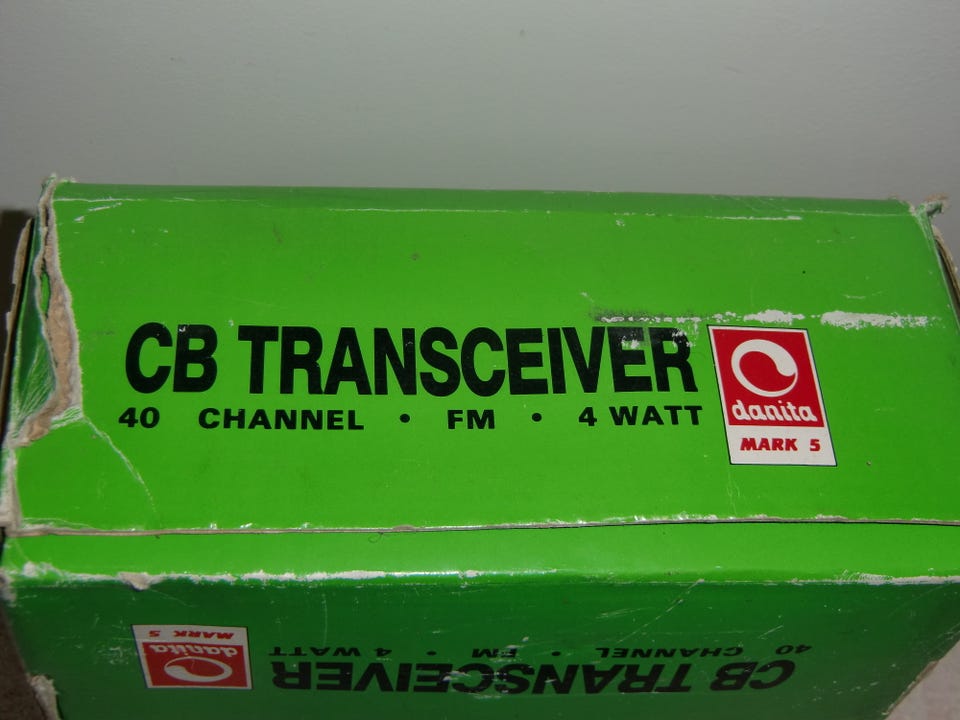 CB TRANSCEIVER
40 CHANNEL • FM • 4 WATT
danita
MARK 5
CB TRANSCEIVER
40 CHANNEL • FM • 4 WATT
danita
MARK 5